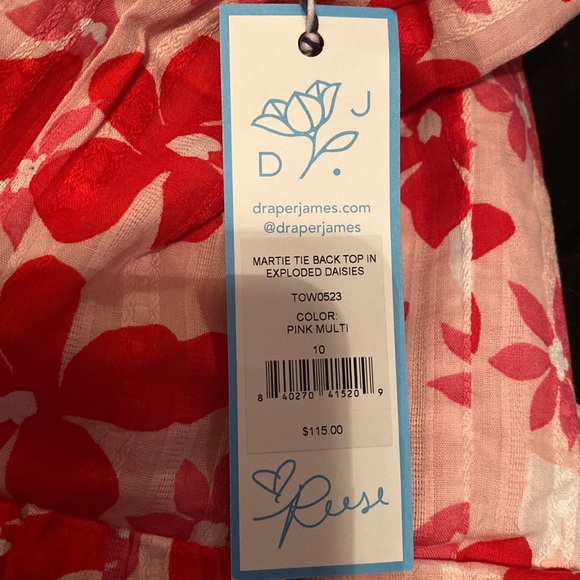 J
D
draperjames.com
@draperjames
MARTIE TIE BACK TOP IN
EXPLODED DAISIES
TOW0523
COLOR:
PINK MULTI
10
8 40270 41520 9
$115.00
Reese